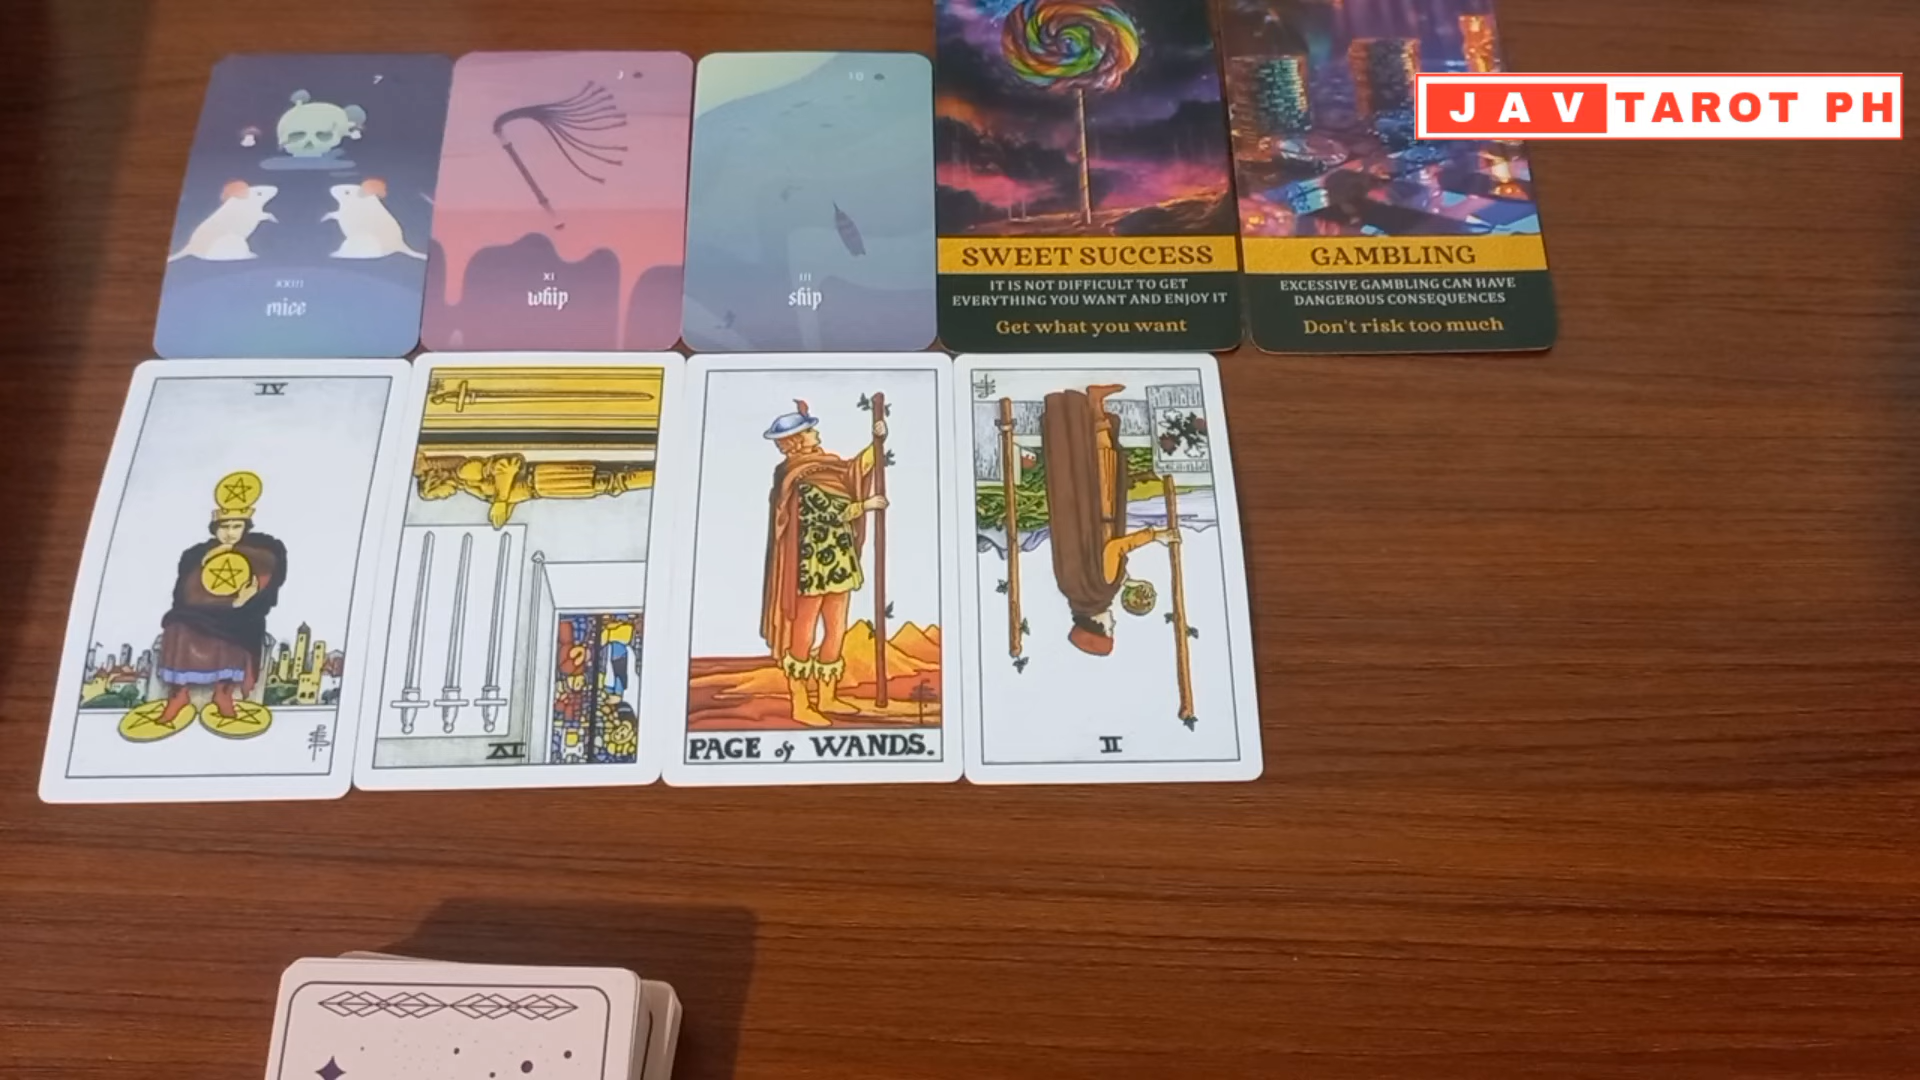 JAV TAROT PH
7
XXIII
mice
J
XI
whip
10
III
ship
SWEET SUCCESS
IT IS NOT DIFFICULT TO GET
EVERYTHING YOU WANT AND ENJOY IT
Get what you want
GAMBLING
EXCESSIVE GAMBLING CAN HAVE
DANGEROUS CONSEQUENCES
Don't risk too much
IV
IV
PAGE of WANDS.
II